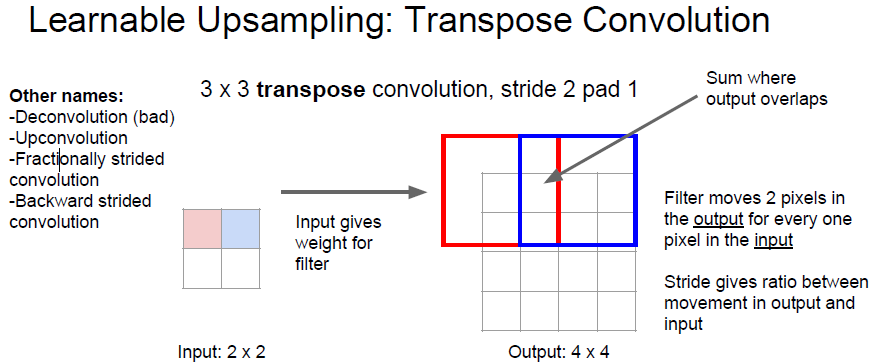 Learnable Upsampling: Transpose Convolution
Other names:
-Deconvolution (bad)
-Upconvolution
-Fractionally strided
convolution
-Backward strided
convolution
3 x 3 transpose convolution, stride 2 pad 1
Sum where
output overlaps
Input gives
weight for
filter
Filter moves 2 pixels in
the output for every one
pixel in the input
Stride gives ratio between
movement in output and
input
Input: 2 x 2
Output: 4 x 4